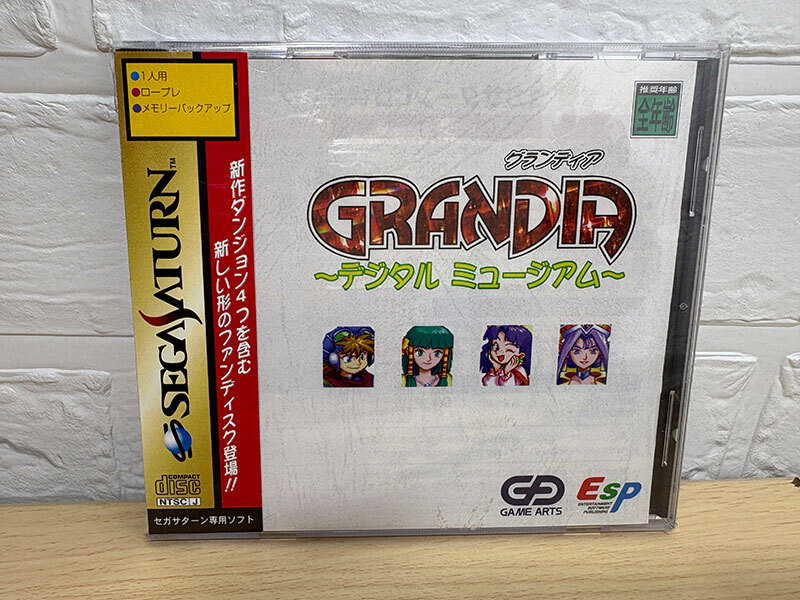 ●1人用
●ロープレ
●メモリーバックアップ
SEGA SATURN™
新作ダンジョン4つを含む
新しい形のファンディスク登場!!
COMPACT
disc
NTSC J
セガサターン専用ソフト
推奨年齢
全年齢
グランディア
GRANDIA
～デジタル ミュージアム～
GAME ARTS
ESP
ENTERTAINMENT
SOFTWARE
PUBLISHING